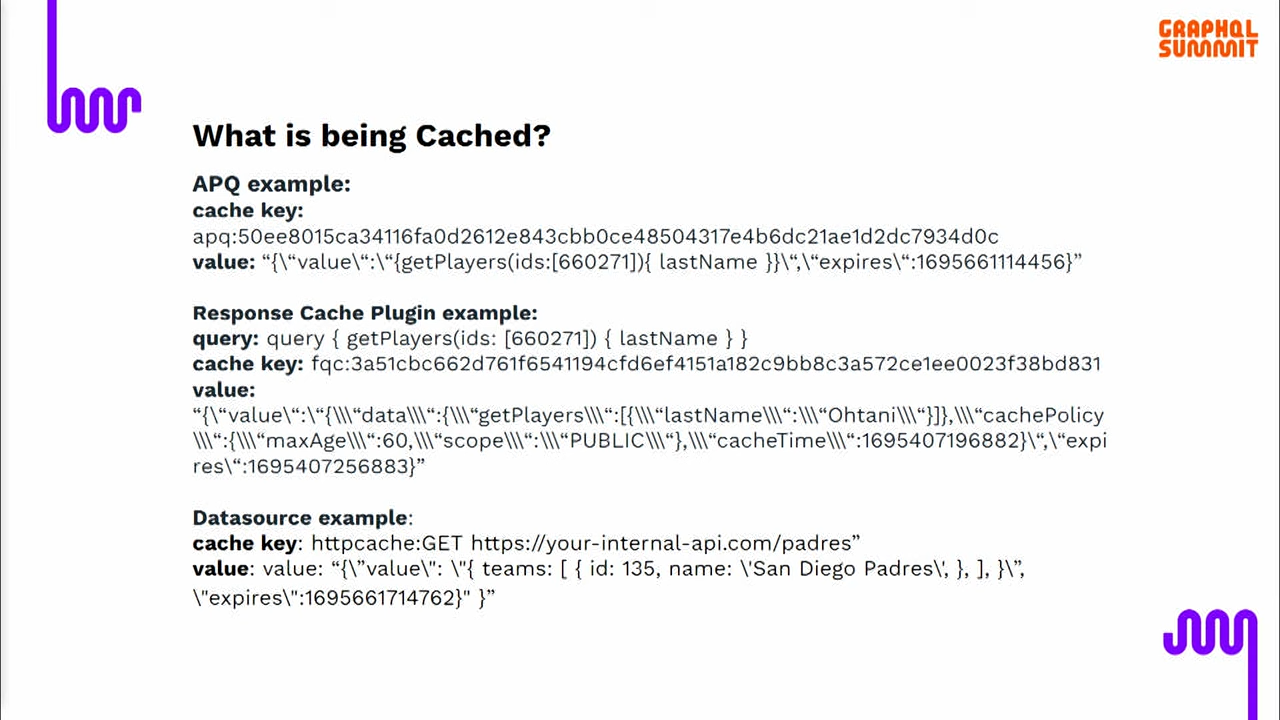 GRAPHQL
SUMMIT
What is being Cached?
APQ example:
cache key:
apq:50ee8015ca34116fa0d2612e843cbb0ce48504317e4b6dc21ae1d2dc7934d0c
value: “{\“value\“:\“{getPlayers(ids:[660271]){ lastName }}\“,\“expires\“:1695661114456}”
Response Cache Plugin example:
query: query { getPlayers(ids: [660271]) { lastName } }
cache key: fqc:3a51cbc662d761f6541194cfd6ef4151a182c9bb8c3a572ce1ee0023f38bd831
value:
“{\“value\“:\“{\\\“data\\\“:{\\\“getPlayers\\\“:[{\\\“lastName\\\“:\\\“Ohtani\\\“}]},\\\“cachePolicy
\\\“:{\\\“maxAge\\\“:60,\\\“scope\\\“:\\\“PUBLIC\\\“},\\\“cacheTime\\\“:1695407196882}\“,\“expi
res\“:1695407256883}”
Datasource example:
cache key: httpcache:GET https://your-internal-api.com/padres”
value: value: “{\”value\": \"{ teams: [ { id: 135, name: \'San Diego Padres\', }, ], }\”,
\"expires\":1695661714762}" }”